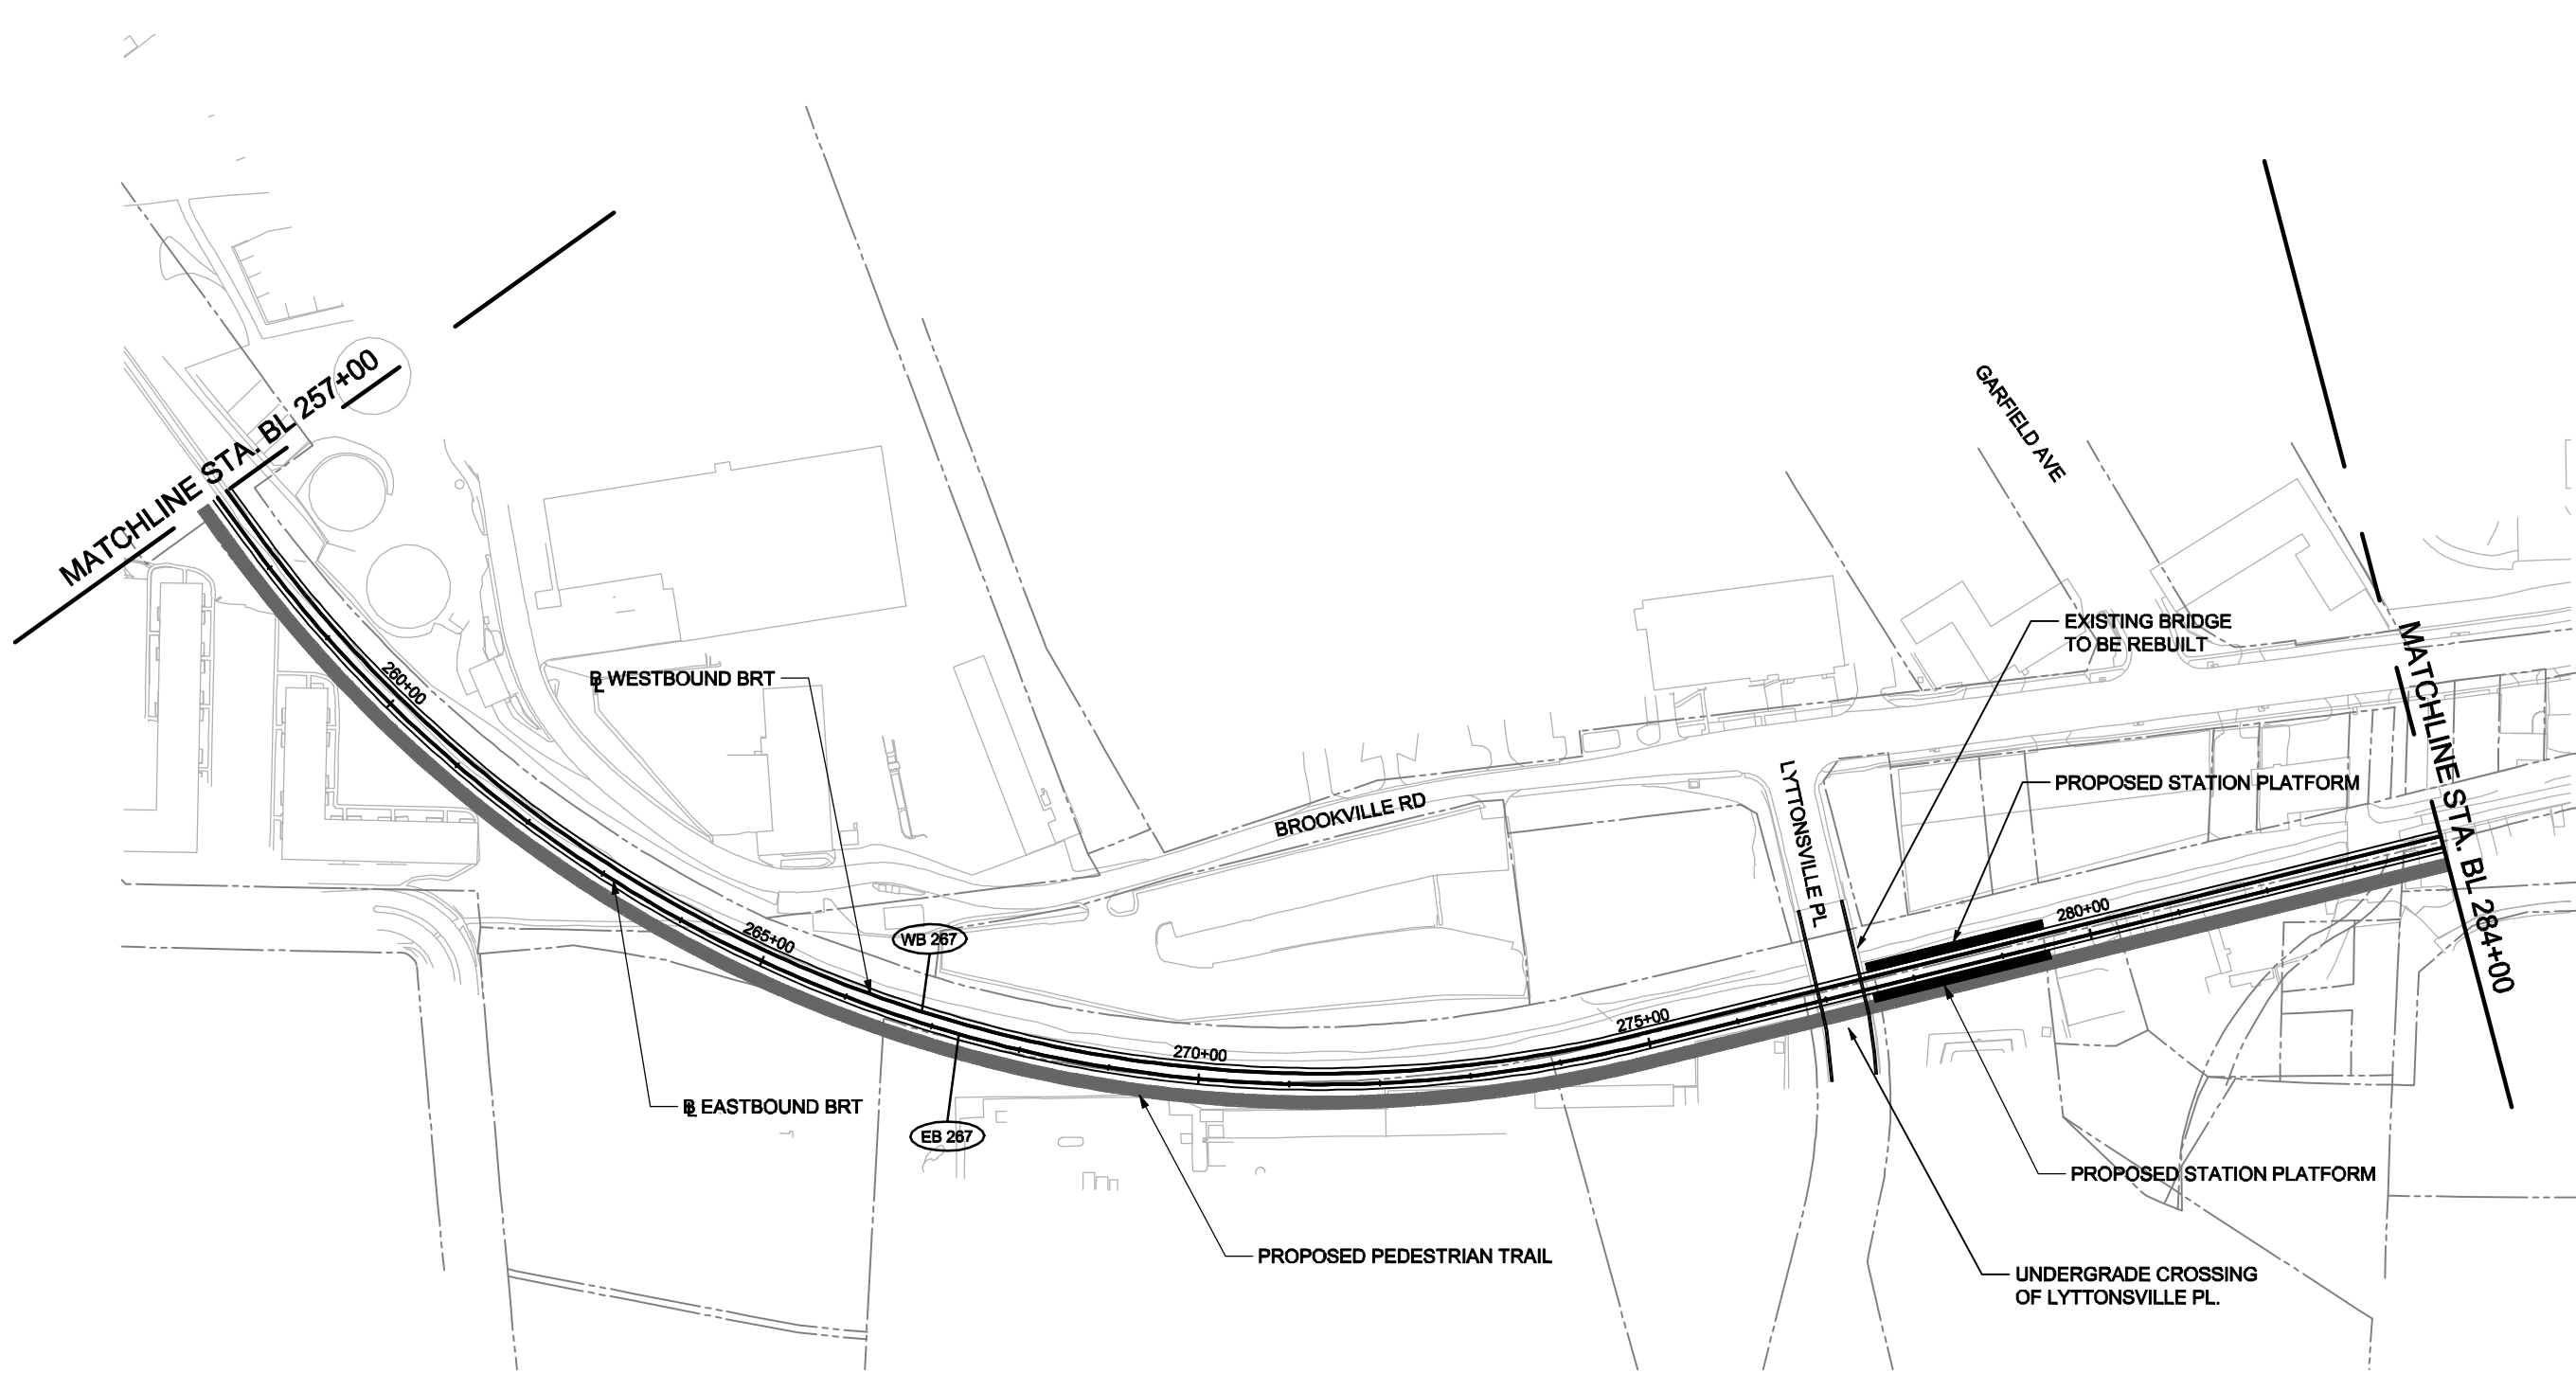 MATCHLINE STA. BL 257+00
GARFIELD AVE
EXISTING BRIDGE
TO BE REBUILT
BL WESTBOUND BRT
260+00
MATCHLINE STA. BL 284+00
PROPOSED STATION PLATFORM
LYTTONSVILLE PL
BROOKVILLE RD
280+00
265+00
WB 267
275+00
270+00
BL EASTBOUND BRT
EB 267
PROPOSED STATION PLATFORM
PROPOSED PEDESTRIAN TRAIL
UNDERGRADE CROSSING
OF LYTTONSVILLE PL.